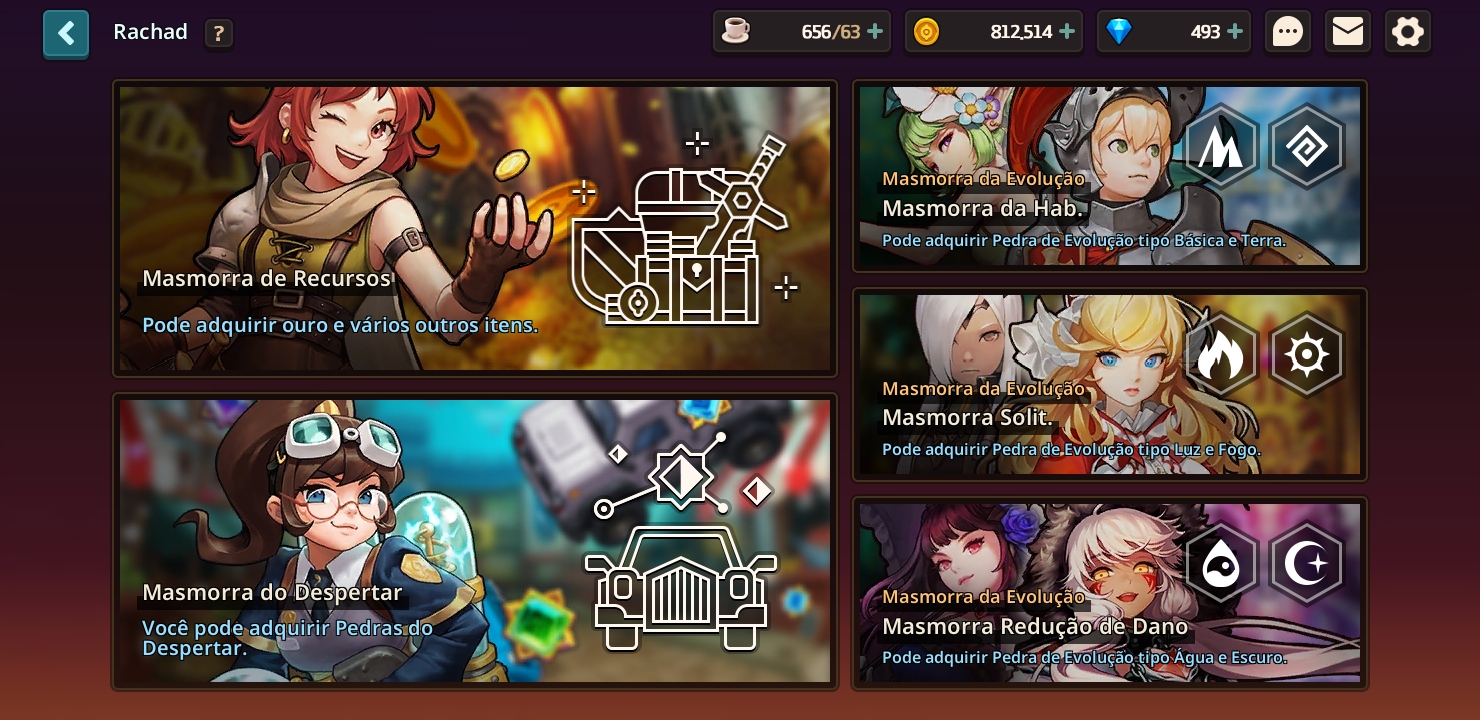 Rachad ?
656/63
812,514
493
Masmorra de Recursos
Pode adquirir ouro e vários outros itens.
Masmorra do Despertar
Você pode adquirir Pedras do
Despertar.
Masmorra da Evolução
Masmorra da Hab.
Pode adquirir Pedra de Evolução tipo Básica e Terra.
Masmorra da Evolução
Masmorra Solit.
Pode adquirir Pedra de Evolução tipo Luz e Fogo.
Masmorra da Evolução
Masmorra Redução de Dano
Pode adquirir Pedra de Evolução tipo Água e Escuro.